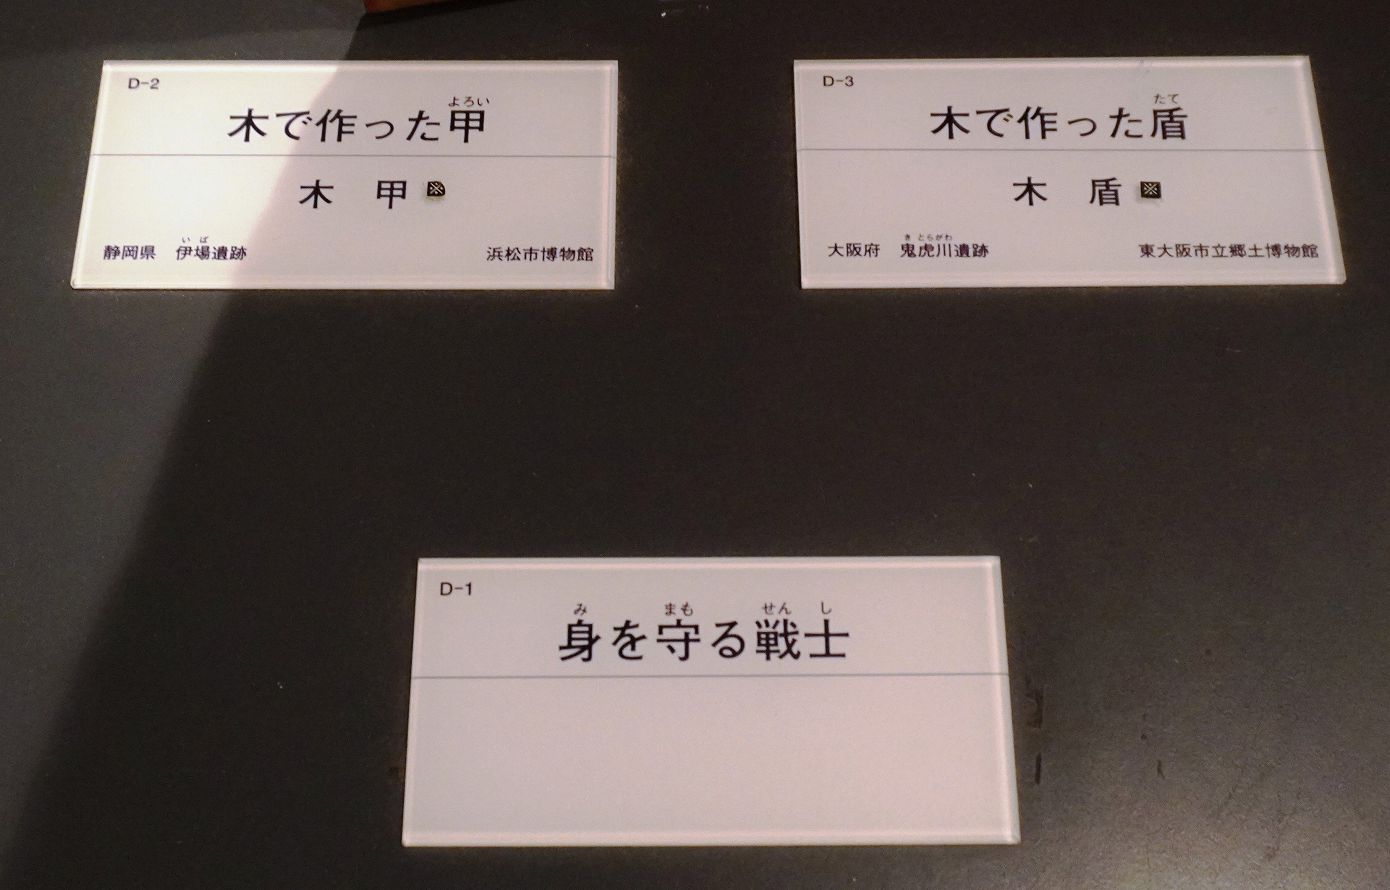 D-2
よろい
木で作った甲
木 甲 ※
いば
静岡県 伊場遺跡 浜松市博物館
D-3
たて
木で作った盾
木 盾 ※
き とらがわ
大阪府 鬼虎川遺跡 東大阪市立郷土博物館
D-1
み まも せん し
身を守る戦士